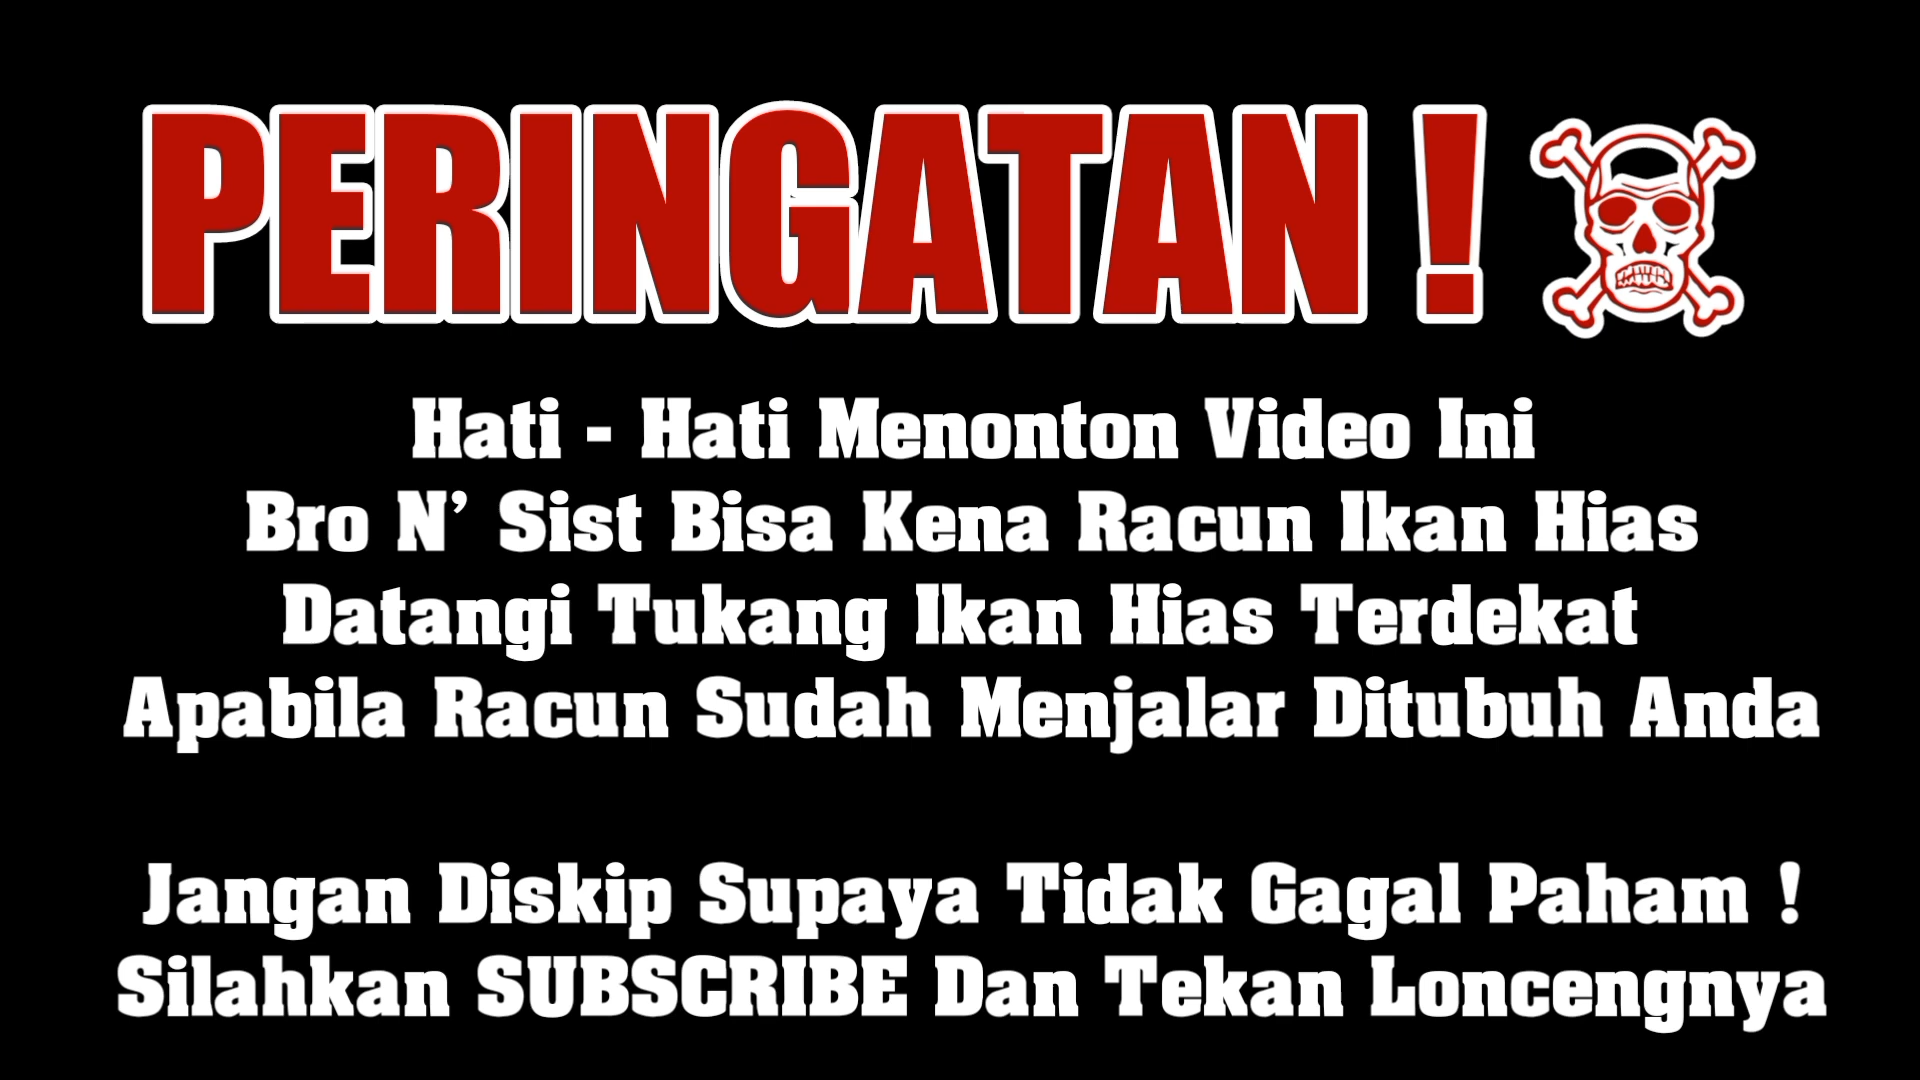 PERINGATAN !
Hati - Hati Menonton Video Ini
Bro N’ Sist Bisa Kena Racun Ikan Hias
Datangi Tukang Ikan Hias Terdekat
Apabila Racun Sudah Menjalar Ditubuh Anda
Jangan Diskip Supaya Tidak Gagal Paham !
Silahkan SUBSCRIBE Dan Tekan Loncengnya